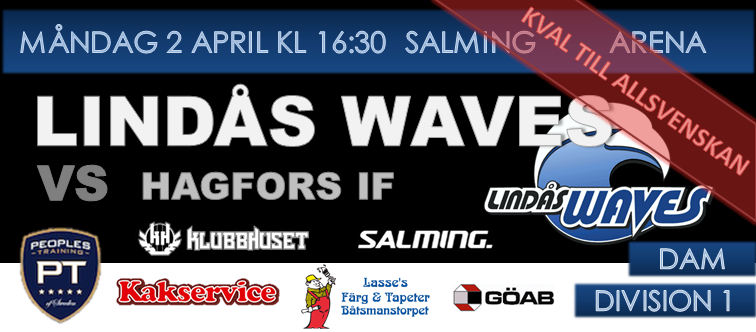 MÅNDAG 2 APRIL KL 16:30 SALMING ARENA
KVAL TILL ALLSVENSKAN
LINDÅS WAVES
VS HAGFORS IF
LINDÅS WAVES
PEOPLES
TRAINING
PT
of Sweden
KLUBBHUSET
SALMING.
DAM
Kakservice
Lasse's
Färg & Tapeter
Båtsmanstorpet
GÖAB
DIVISION 1